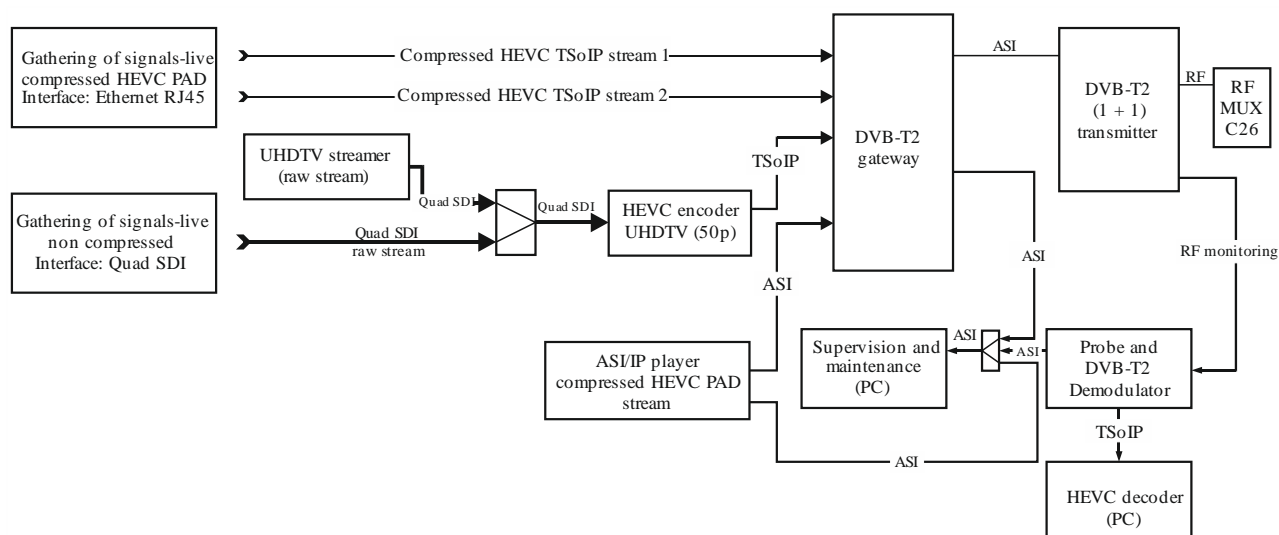 Gathering of signals-live
compressed HEVC PAD
Interface: Ethernet RJ45
Compressed HEVC TSoIP stream 1
Compressed HEVC TSoIP stream 2
UHDTV streamer
(raw stream)
Gathering of signals-live
non compressed
Interface: Quad SDI
Quad SDI
Quad SDI
raw stream
Quad SDI
HEVC encoder
UHDTV (50p)
TSoIP
ASI
DVB-T2
gateway
ASI
DVB-T2
(1 + 1)
transmitter
RF
RF
MUX
C26
ASI
RF monitoring
ASI/IP player
compressed HEVC PAD
stream
Supervision and
maintenance
(PC)
ASI
ASI
Probe and
DVB-T2
Demodulator
ASI
TSoIP
HEVC decoder
(PC)